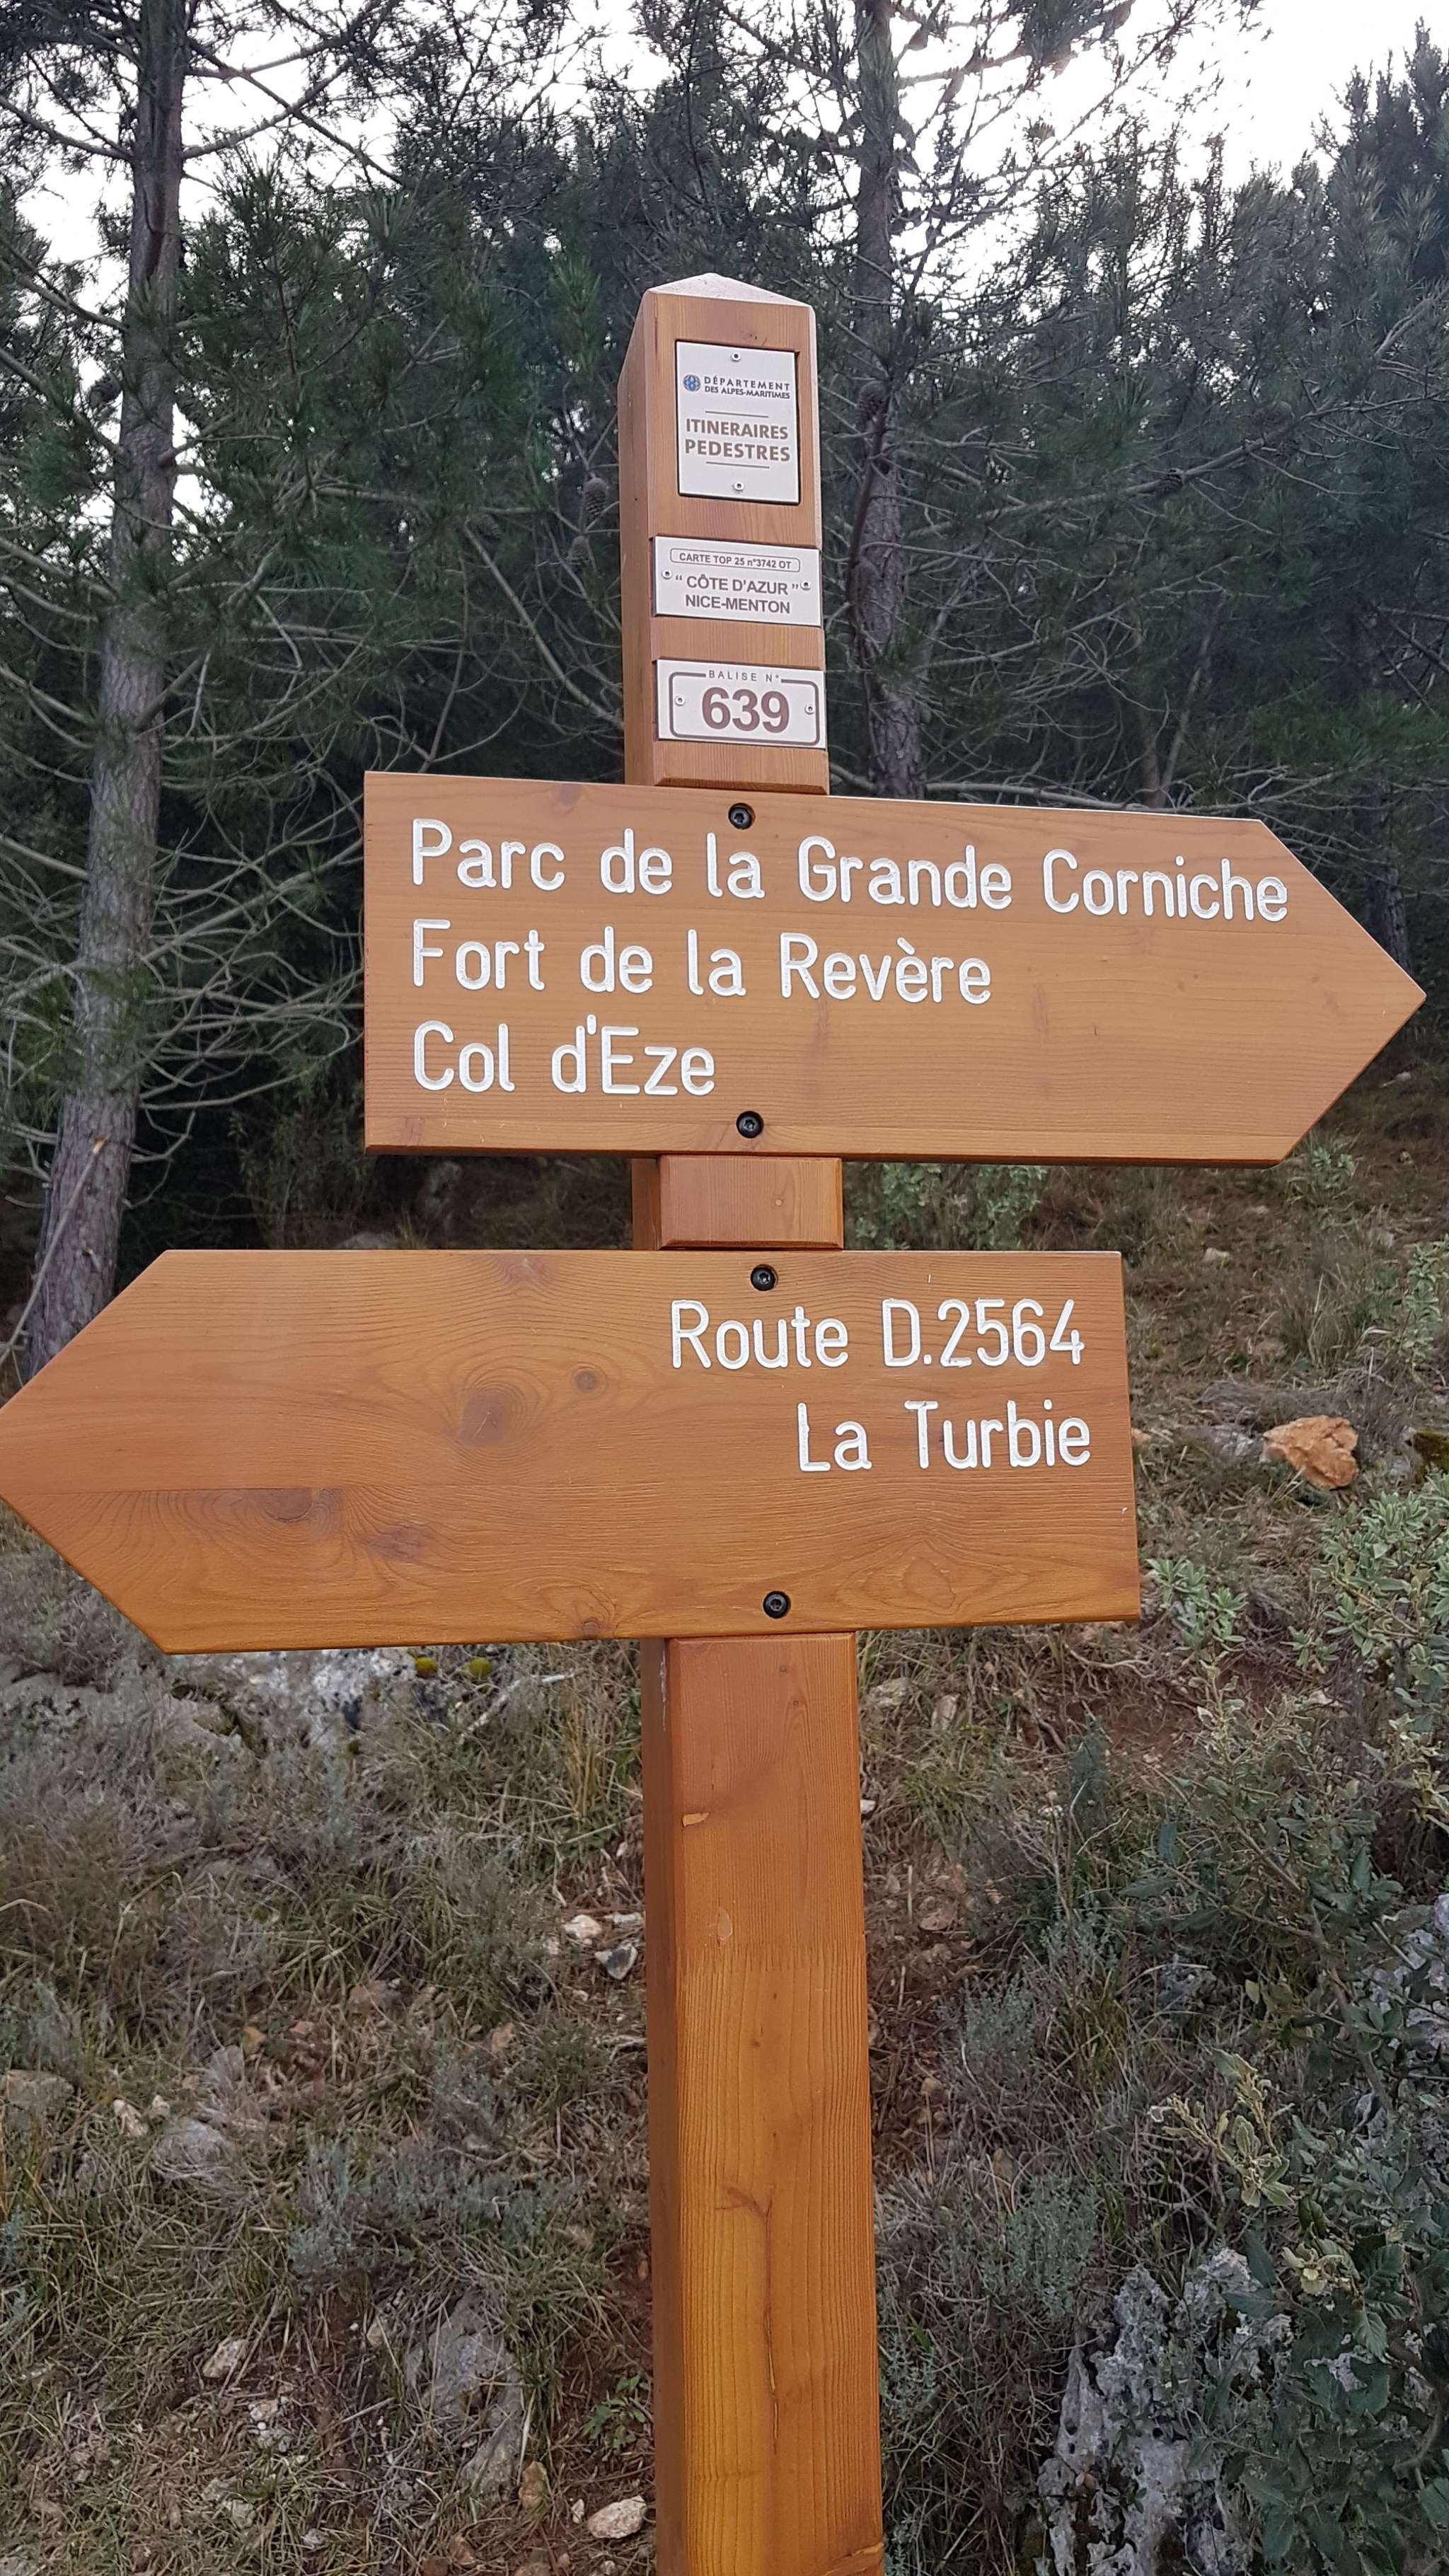 DÉPARTEMENT
DES ALPES-MARITIMES
ITINERAIRES
PEDESTRES
CARTE TOP 25 n°3742 OT
"CÔTE D'AZUR"
NICE-MENTON
BALISE N°
639
Parc de la Grande Corniche
Fort de la Revère
Col d'Eze
Route D.2564
La Turbie